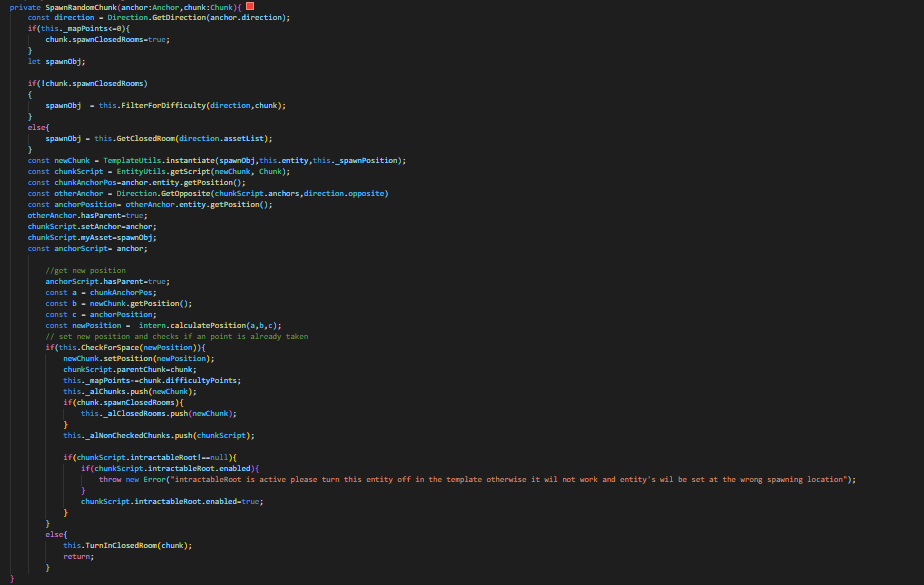 private SpawnRandomChunk(anchor:Anchor,chunk:Chunk){
const direction = Direction.GetDirection(anchor.direction);
if(this._mapPoints<=0){
chunk.spawnClosedRooms=true;
}
let spawnObj;
if(!chunk.spawnClosedRooms)
{
spawnObj  = this.FilterForDifficulty(direction,chunk);
}
else{
spawnObj = this.GetClosedRoom(direction.assetList);
}
const newChunk = TemplateUtils.instantiate(spawnObj,this.entity,this._spawnPosition);
const chunkScript = EntityUtils.getScript(newChunk, Chunk);
const chunkAnchorPos=anchor.entity.getPosition();
const otherAnchor = Direction.GetOpposite(chunkScript.anchors,direction.opposite)
const anchorPosition= otherAnchor.entity.getPosition();
otherAnchor.hasParent=true;
chunkScript.setAnchor=anchor;
chunkScript.myAsset=spawnObj;
const anchorScript= anchor;
//get new position
anchorScript.hasParent=true;
const a = chunkAnchorPos;
const b = newChunk.getPosition();
const c = anchorPosition;
const newPosition =  intern.calculatePosition(a,b,c);
// set new position and checks if an point is already taken
if(this.CheckForSpace(newPosition)){
newChunk.setPosition(newPosition);
chunkScript.parentChunk=chunk;
this._mapPoints-=chunk.difficultyPoints;
this._alChunks.push(newChunk);
if(chunk.spawnClosedRooms){
this._alClosedRooms.push(newChunk);
}
this._alNonCheckedChunks.push(chunkScript);
if(chunkScript.intractableRoot!==null){
if(chunkScript.intractableRoot.enabled){
throw new Error("intractableRoot is active please turn this entity off in the template otherwise it wil not work and entity's wil be set at the wrong spawning location");
}
chunkScript.intractableRoot.enabled=true;
}
}
else{
this.TurnInClosedRoom(chunk);
return;
}
}